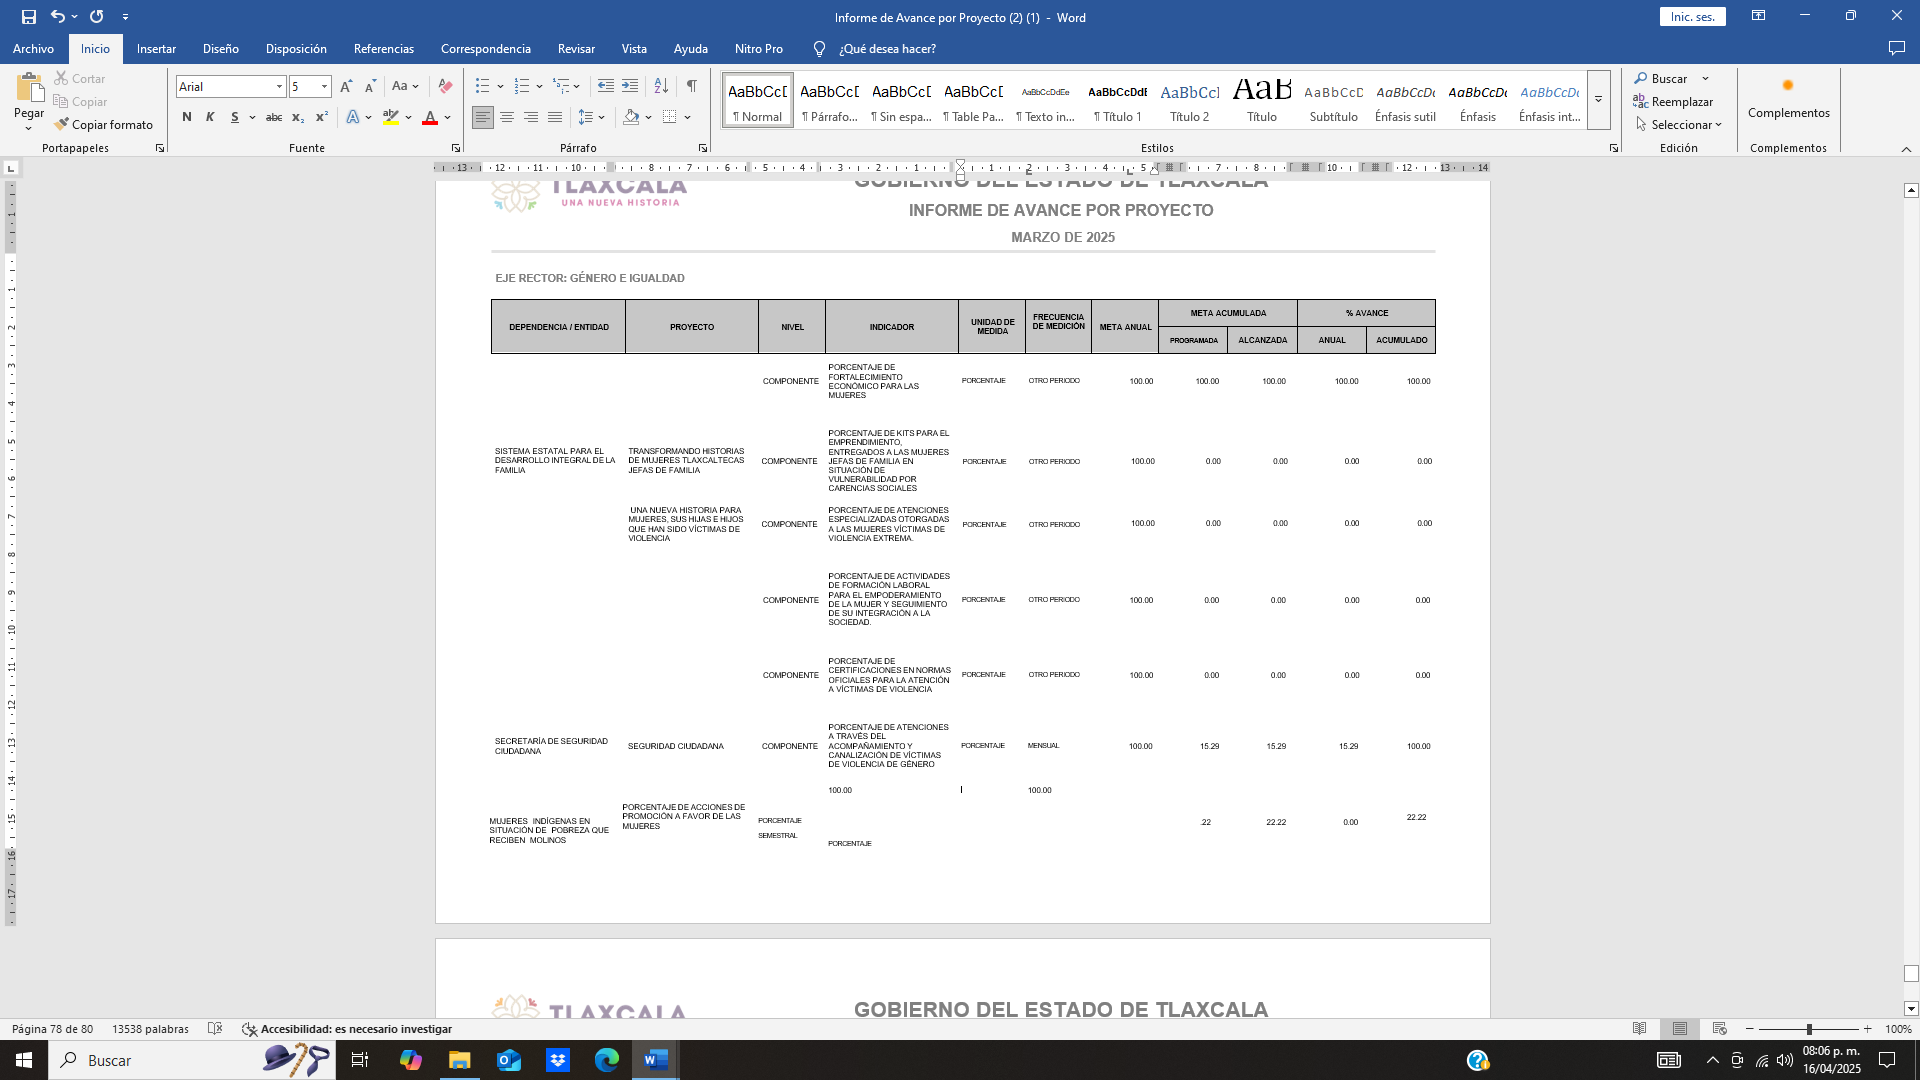 Informe de Avance por Proyecto (2) (1) - Word
Inic. ses.
Archivo Inicio Insertar Diseño Disposición Referencias Correspondencia Revisar Vista Ayuda Nitro Pro ¿Qué desea hacer?
Pegar
Cortar
Copiar
Copiar formato
Portapapeles
Arial 5
Fuente
Párrafo
AaBbCcI AaBbCcI AaBbCcI AaBbCcI AaBbCcDdEe AaBbCcDdE AaBbCcI AaB AaBbCcD AaBbCcDc AaBbCcDc AaBbCcDc
¶ Normal ¶ Párrafo... ¶ Sin espa... ¶ Table Pa... ¶ Texto in... ¶ Título 1 Título 2 Título Subtítulo Énfasis sutil Énfasis Énfasis int...
Estilos
Buscar
Reemplazar
Seleccionar
Edición
Complementos
Complementos
TLAXCALA
UNA NUEVA HISTORIA
GOBIERNO DEL ESTADO DE TLAXCALA
INFORME DE AVANCE POR PROYECTO
MARZO DE 2025
EJE RECTOR: GÉNERO E IGUALDAD
DEPENDENCIA / ENTIDAD PROYECTO NIVEL INDICADOR UNIDAD DE MEDIDA FRECUENCIA DE MEDICIÓN META ANUAL META ACUMULADA % AVANCE
PROGRAMADA ALCANZADA ANUAL ACUMULADO
COMPONENTE
PORCENTAJE DE
FORTALECIMIENTO
ECONÓMICO PARA LAS
MUJERES
PORCENTAJE OTRO PERIODO 100.00 100.00 100.00 100.00 100.00
SISTEMA ESTATAL PARA EL
DESARROLLO INTEGRAL DE LA
FAMILIA
TRANSFORMANDO HISTORIAS
DE MUJERES TLAXCALTECAS
JEFAS DE FAMILIA
COMPONENTE
PORCENTAJE DE KITS PARA EL
EMPRENDIMIENTO,
ENTREGADOS A LAS MUJERES
JEFAS DE FAMILIA EN
SITUACIÓN DE
VULNERABILIDAD POR
CARENCIAS SOCIALES
PORCENTAJE OTRO PERIODO 100.00 0.00 0.00 0.00 0.00
UNA NUEVA HISTORIA PARA
MUJERES, SUS HIJAS E HIJOS
QUE HAN SIDO VÍCTIMAS DE
VIOLENCIA
COMPONENTE
PORCENTAJE DE ATENCIONES
ESPECIALIZADAS OTORGADAS
A LAS MUJERES VÍCTIMAS DE
VIOLENCIA EXTREMA.
PORCENTAJE OTRO PERIODO 100.00 0.00 0.00 0.00 0.00
COMPONENTE
PORCENTAJE DE ACTIVIDADES
DE FORMACIÓN LABORAL
PARA EL EMPODERAMIENTO
DE LA MUJER Y SEGUIMIENTO
DE SU INTEGRACIÓN A LA
SOCIEDAD.
PORCENTAJE OTRO PERIODO 100.00 0.00 0.00 0.00 0.00
COMPONENTE
PORCENTAJE DE
CERTIFICACIONES EN NORMAS
OFICIALES PARA LA ATENCIÓN
A VÍCTIMAS DE VIOLENCIA
PORCENTAJE OTRO PERIODO 100.00 0.00 0.00 0.00 0.00
SECRETARÍA DE SEGURIDAD
CIUDADANA
SEGURIDAD CIUDADANA
COMPONENTE
PORCENTAJE DE ATENCIONES
A TRAVÉS DEL
ACOMPAÑAMIENTO Y
CANALIZACIÓN DE VÍCTIMAS
DE VIOLENCIA DE GÉNERO
PORCENTAJE MENSUAL 100.00 15.29 15.29 15.29 100.00
100.00 100.00
MUJERES INDÍGENAS EN
SITUACIÓN DE POBREZA QUE
RECIBEN MOLINOS
PORCENTAJE DE ACCIONES DE
PROMOCIÓN A FAVOR DE LAS
MUJERES
PORCENTAJE
SEMESTRAL
PORCENTAJE
.22 22.22 0.00 22.22
TLAXCALA
GOBIERNO DEL ESTADO DE TLAXCALA
Página 78 de 80 13538 palabras Accesibilidad: es necesario investigar 100%
Buscar
08:06 p. m.
16/04/2025